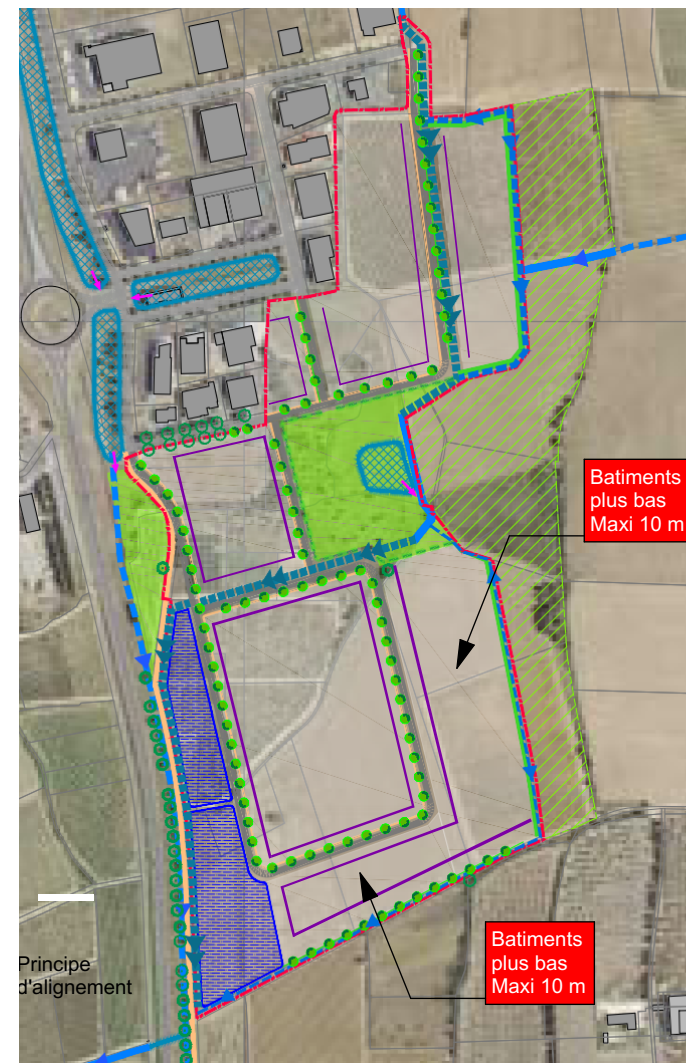 Batiments
plus bas
Maxi 10 m
Batiments
plus bas
Maxi 10 m
Principe
d'alignement